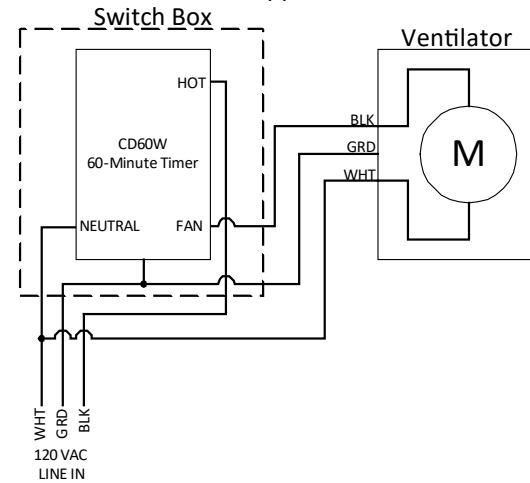 Switch Box
Ventilator
HOT
CD60W
60-Minute Timer
NEUTRAL
FAN
BLK
GRD
WHT
M
WHT
GRD
BLK
120 VAC
LINE IN